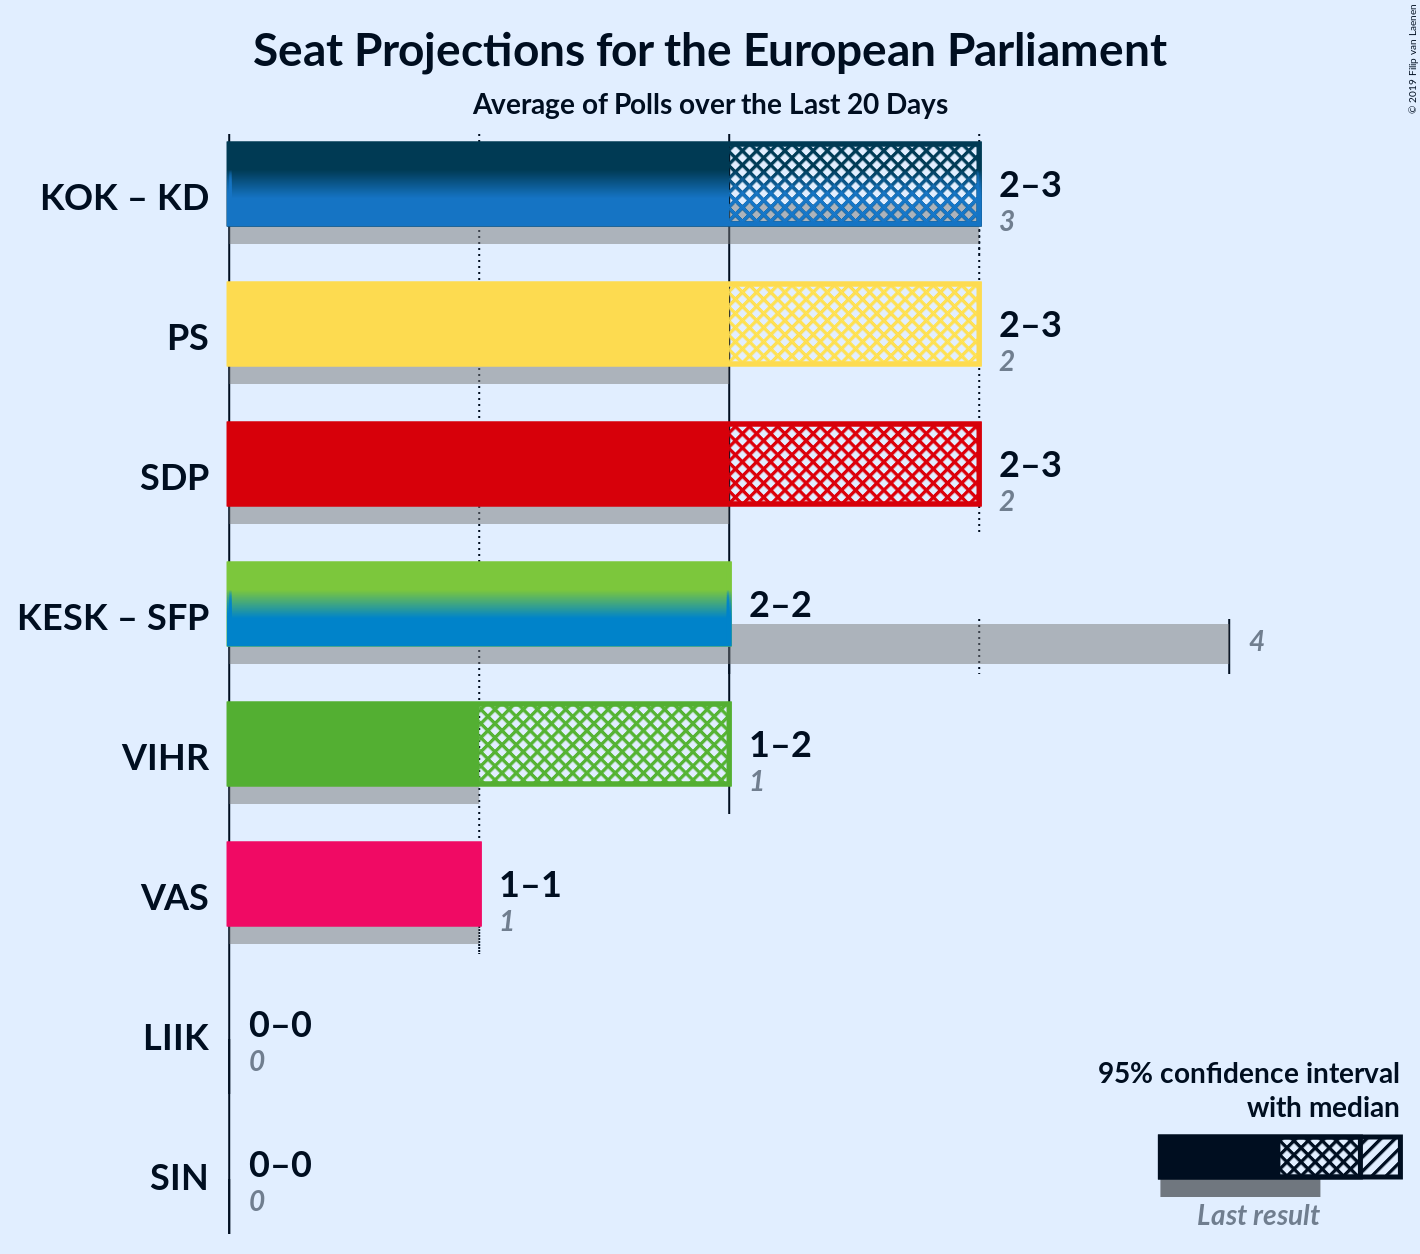 Seat Projections for the European Parliament
Average of Polls over the Last 20 Days
© 2019 Filip van Laenen
KOK – KD
2–3
3
PS
2–3
2
SDP
2–3
2
KESK – SFP
2–2
4
VIHR
1–2
1
VAS
1–1
1
LIIK
0–0
0
SIN
0–0
0
95% confidence interval
with median
Last result